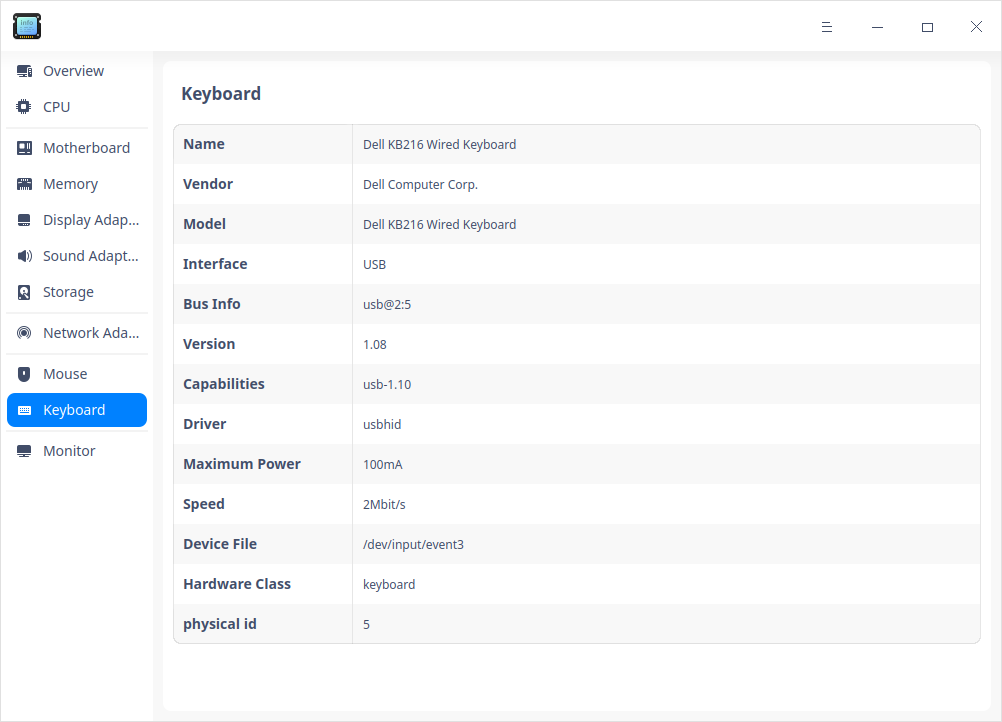 info
Overview
CPU
Motherboard
Memory
Display Adap...
Sound Adapt...
Storage
Network Ada...
Mouse
Keyboard
Monitor
Keyboard
Name Dell KB216 Wired Keyboard
Vendor Dell Computer Corp.
Model Dell KB216 Wired Keyboard
Interface USB
Bus Info usb@2:5
Version 1.08
Capabilities usb-1.10
Driver usbhid
Maximum Power 100mA
Speed 2Mbit/s
Device File /dev/input/event3
Hardware Class keyboard
physical id 5